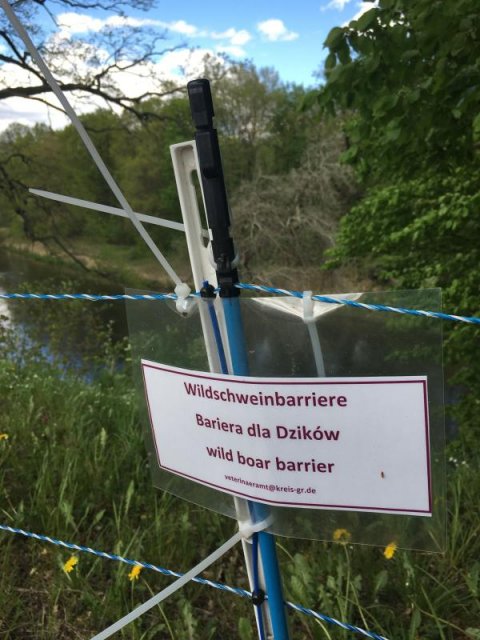 Wildschweinbarriere
Bariera dla Dzików
wild boar barrier
veterinaeramt@kreis-gr.de